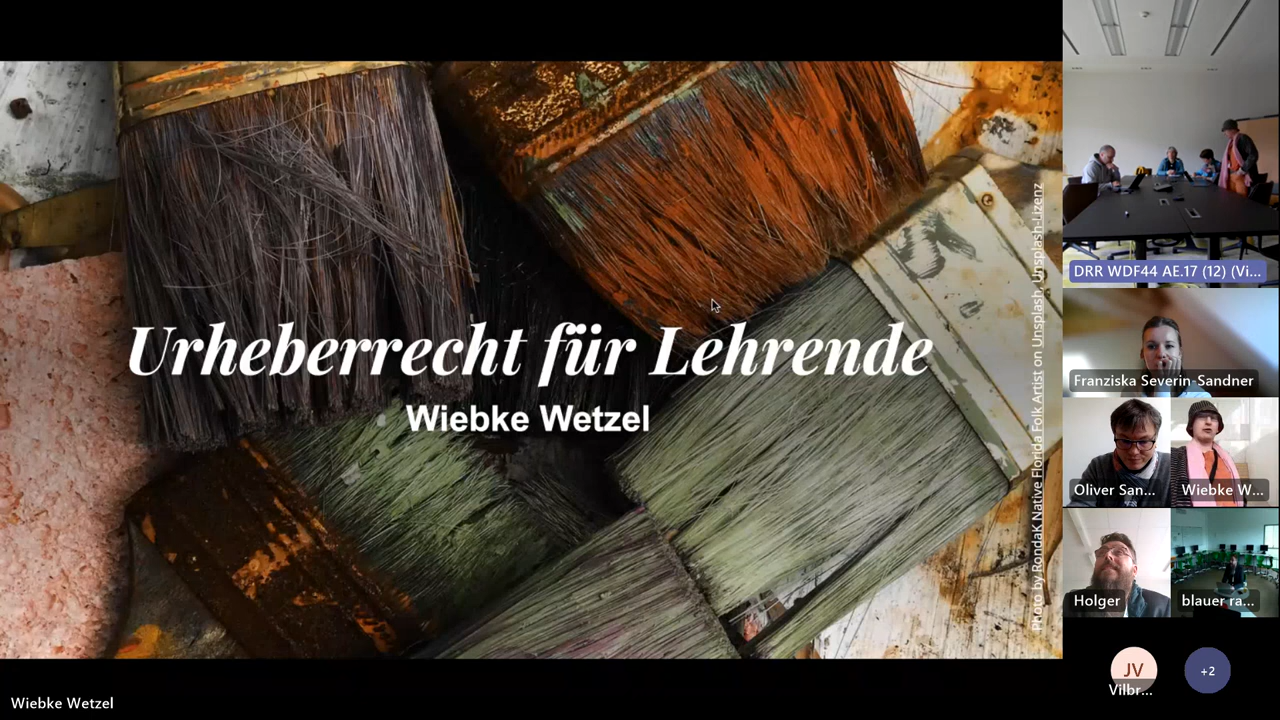 Urheberrecht für Lehrende
Wiebke Wetzel
Photo by RondaK Native Florida Folk Artist on Unsplash, Unsplash-Lizenz
DRR WDF44 AE.17 (12) (Vi...
Franziska Severin-Sandner
Oliver San...
Wiebke W...
Holger
blauer ra...
JV
Vilbr...
+2
Wiebke Wetzel